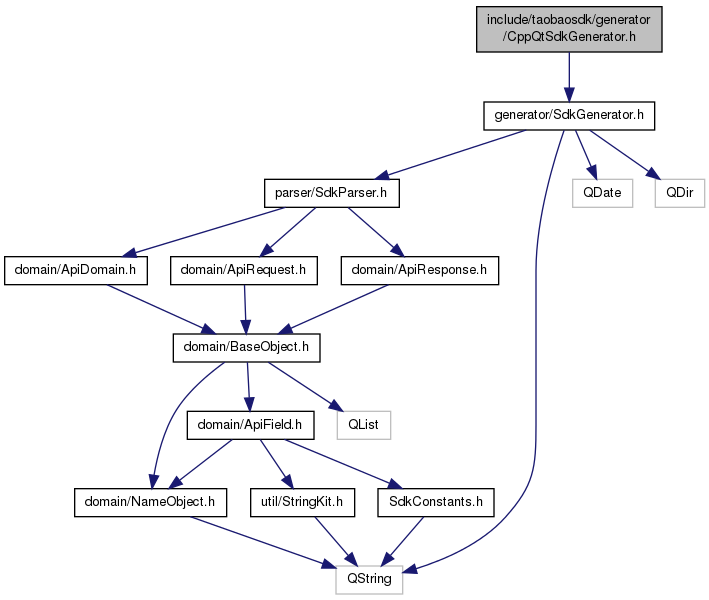 include/taobaosdk/generator
/CppQtSdkGenerator.h
generator/SdkGenerator.h
parser/SdkParser.h
QDate
QDir
domain/ApiDomain.h
domain/ApiRequest.h
domain/ApiResponse.h
domain/BaseObject.h
domain/ApiField.h
QList
domain/NameObject.h
util/StringKit.h
SdkConstants.h
QString